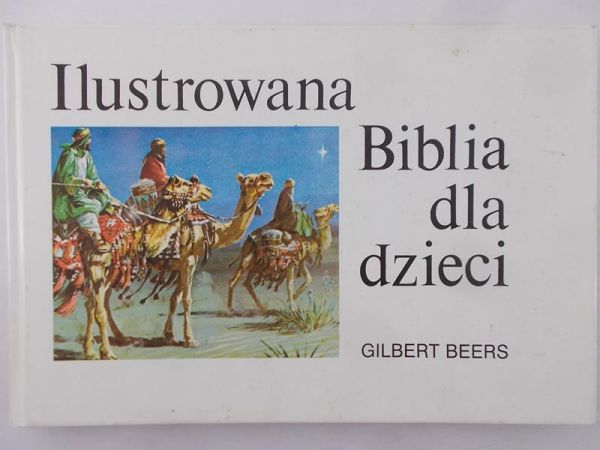 Ilustrowana
Biblia
dla
dzieci
GILBERT BEERS